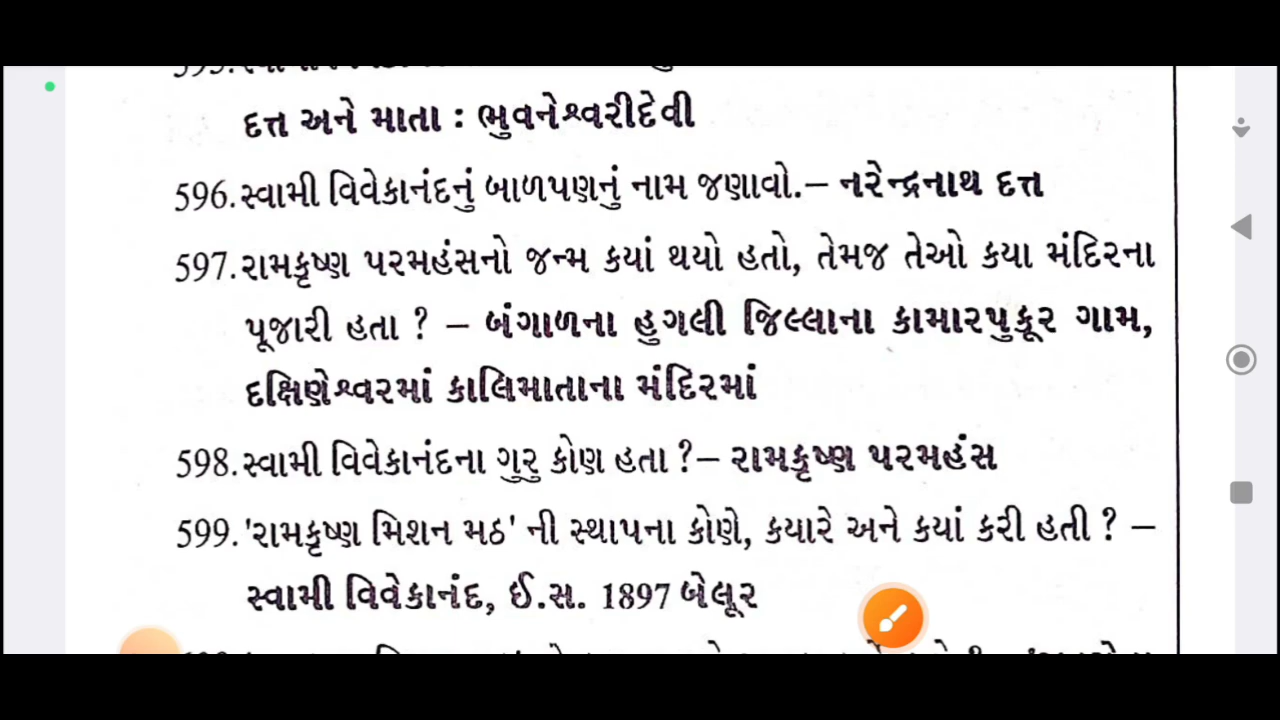 દત્ત અને માતા : ભુવનેશ્વરીદેવી
596. સ્વામી વિવેકાનંદનું બાળપણનું નામ જણાવો.– નરેન્દ્રનાથ દત્ત
597. રામકૃષ્ણ પરમહંસનો જન્મ કયાં થયો હતો, તેમજ તેઓ કયા મંદિરના
પૂજારી હતા ? – બંગાળના હુગલી જિલ્લાના કામારપુકૂર ગામ,
દક્ષિણેશ્વરમાં કાલિમાતાના મંદિરમાં
598. સ્વામી વિવેકાનંદના ગુરુ કોણ હતા ?– રામકૃષ્ણ પરમહંસ
599. 'રામકૃષ્ણ મિશન મઠ' ની સ્થાપના કોણે, કયારે અને કયાં કરી હતી ? –
સ્વામી વિવેકાનંદ, ઈ.સ. 1897 બેલૂર